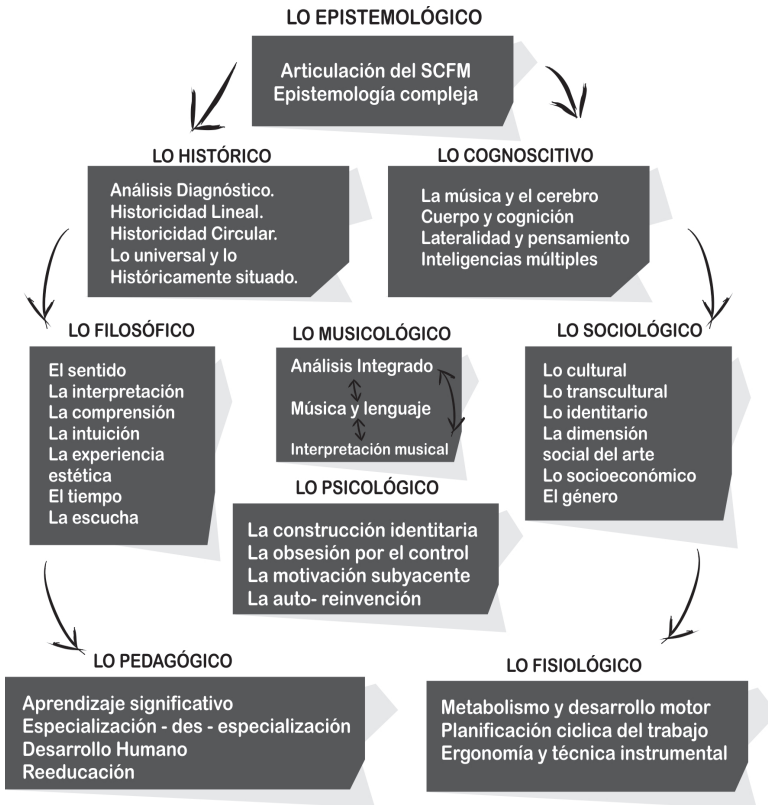 LO EPISTEMOLÓGICO
Articulación del SCFM
Epistemología compleja
LO HISTÓRICO
Análisis Diagnóstico.
Historicidad Lineal.
Historicidad Circular.
Lo universal y lo
Históricamente situado.
LO COGNOSCITIVO
La música y el cerebro
Cuerpo y cognición
Lateralidad y pensamiento
Inteligencias múltiples
LO FILOSÓFICO
El sentido
La interpretación
La comprensión
La intuición
La experiencia
estética
El tiempo
La escucha
LO MUSICOLÓGICO
Análisis Integrado
Música y lenguaje
Interpretación musical
LO SOCIOLÓGICO
Lo cultural
Lo transcultural
Lo identitario
La dimensión
social del arte
Lo socioeconómico
El género
LO PSICOLÓGICO
La construcción identitaria
La obsesión por el control
La motivación subyacente
La auto- reinvención
LO PEDAGÓGICO
Aprendizaje significativo
Especialización - des - especialización
Desarrollo Humano
Reeducación
LO FISIOLÓGICO
Metabolismo y desarrollo motor
Planificación ciclica del trabajo
Ergonomía y técnica instrumental